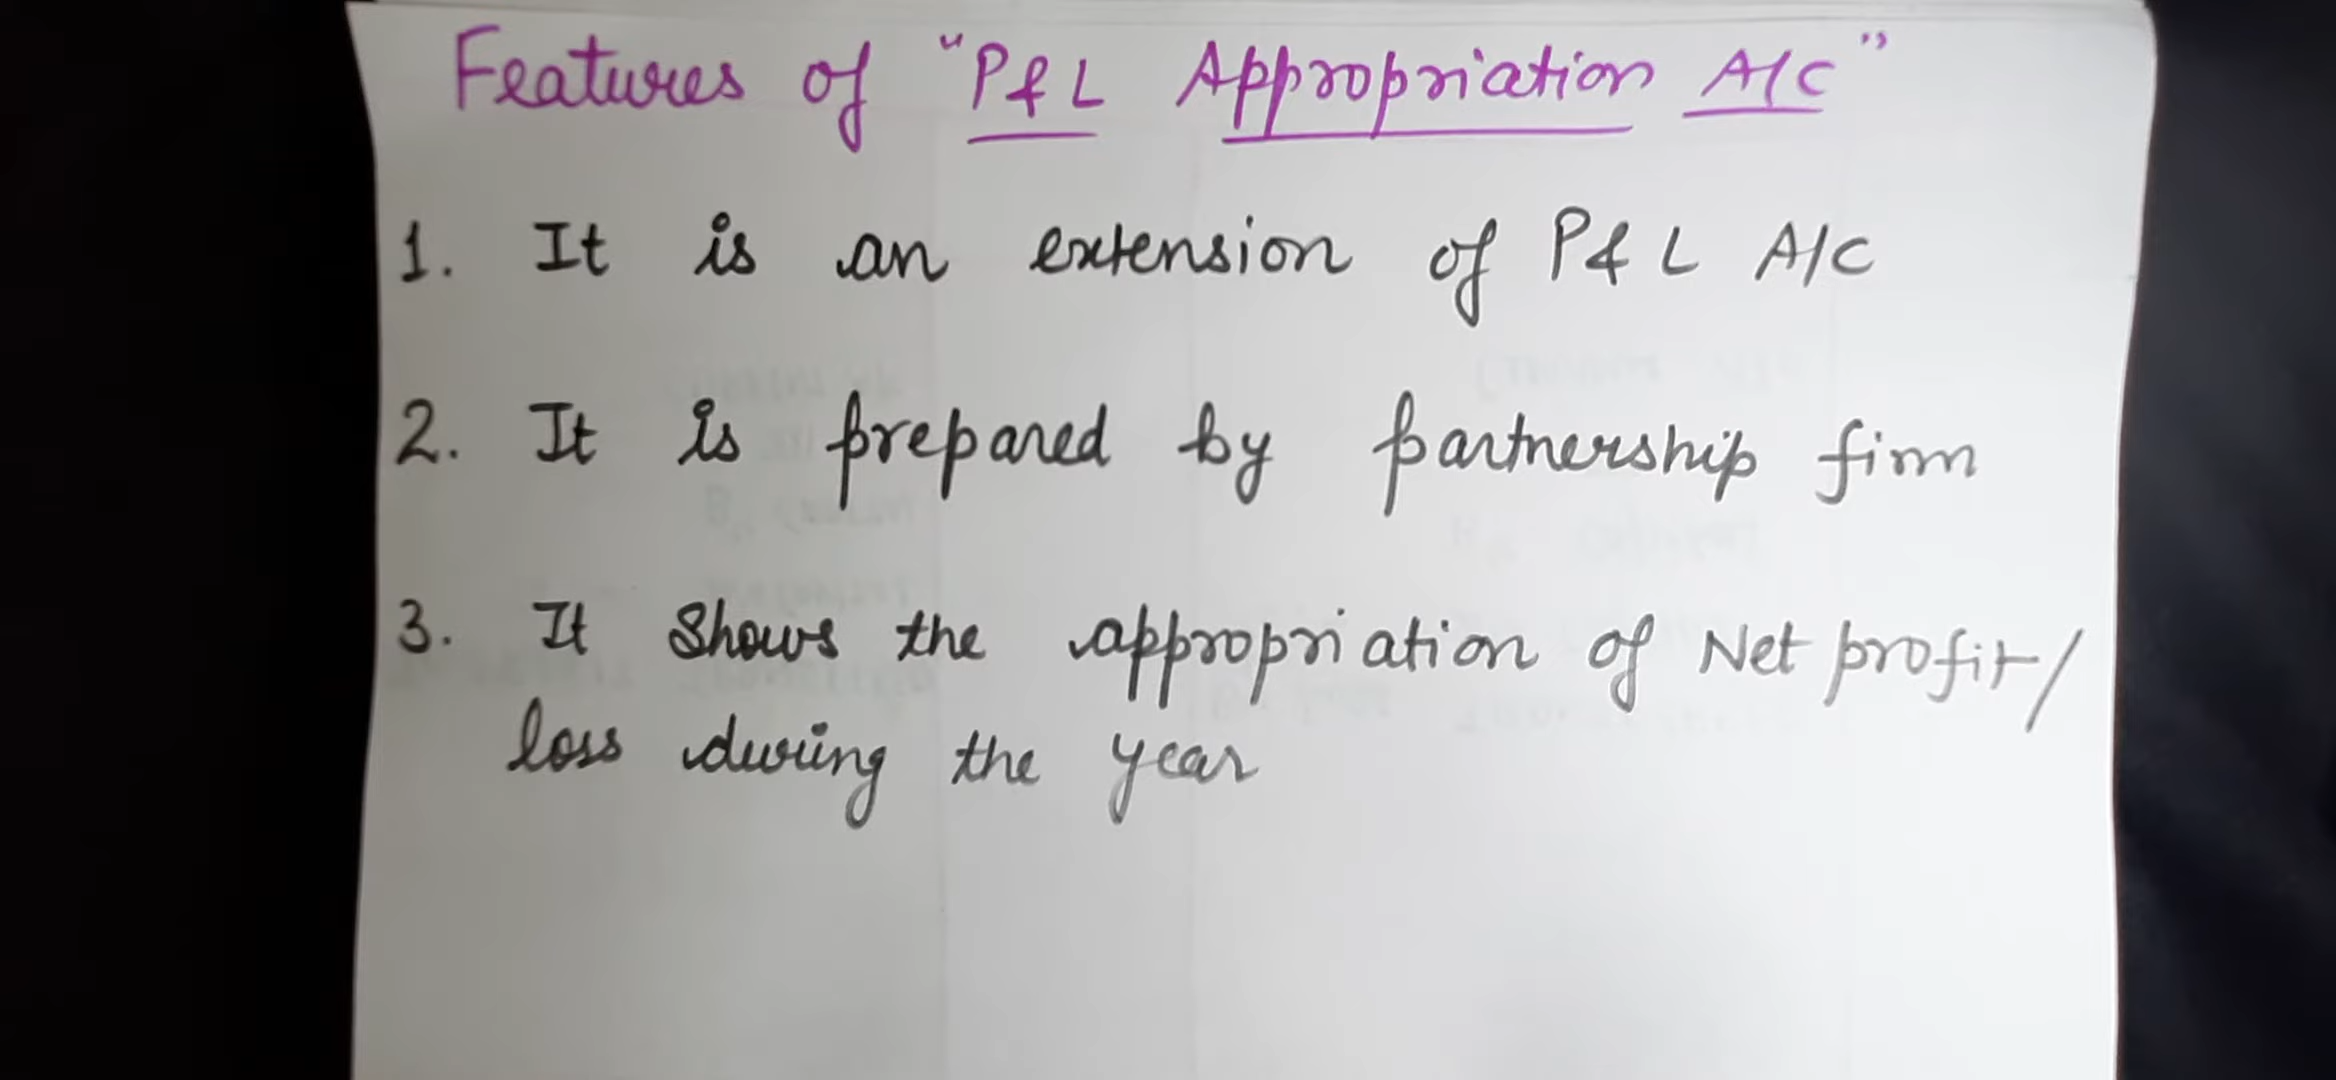 Features of "P & L Appropriation A/C"
1. It is an extension of P & L A/C
2. It is prepared by partnership firm
3. It Shows the appropriation of Net profit/
loss during the year